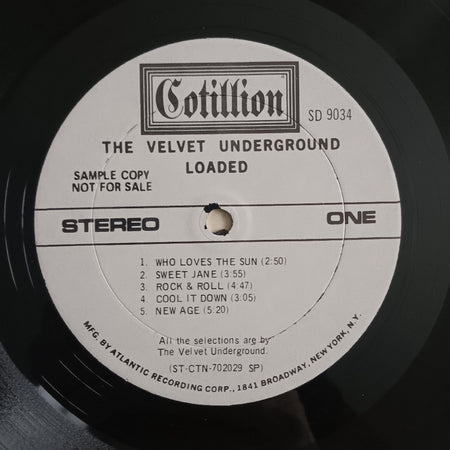 Cotillion
SD 9034
THE VELVET UNDERGROUND
LOADED
SAMPLE COPY
NOT FOR SALE
STEREO
ONE
1. WHO LOVES THE SUN (2:50)
2. SWEET JANE (3:55)
3. ROCK & ROLL (4:47)
4. COOL IT DOWN (3:05)
5. NEW AGE (5:20)
All the selections are by
The Velvet Underground.
(ST-CTN-702029 SP)
MFG. BY ATLANTIC RECORDING CORP., 1841 BROADWAY, NEW YORK, N.Y.